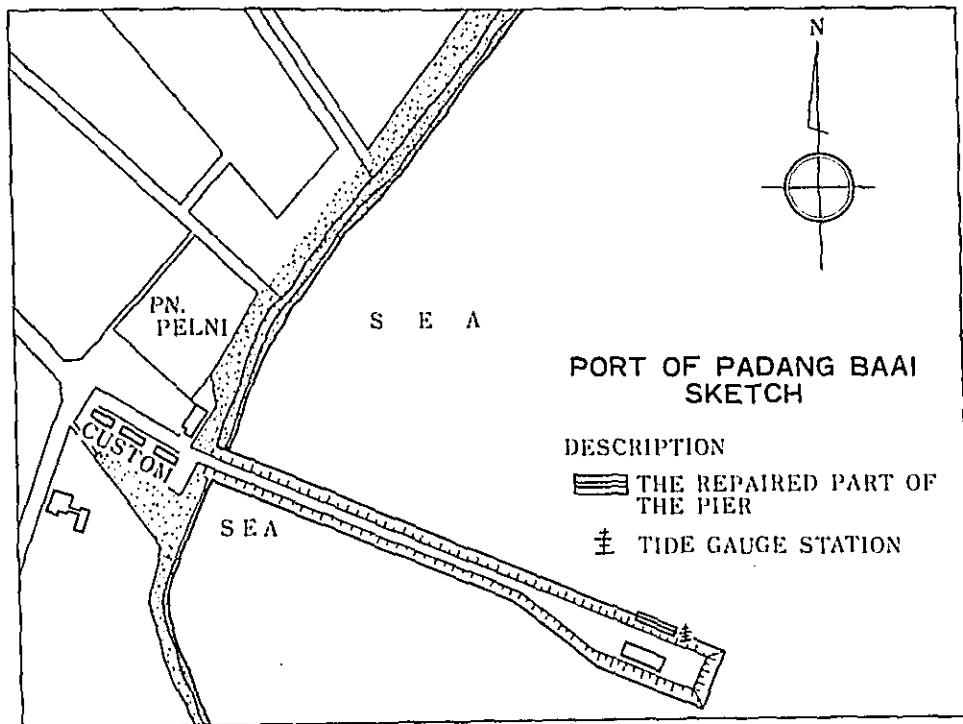 N
PN.
PELNI
S E A
PORT OF PADANG BAAI
SKETCH
DESCRIPTION
THE REPAIRED PART OF
THE PIER
TIDE GAUGE STATION
CUSTOM
SEA